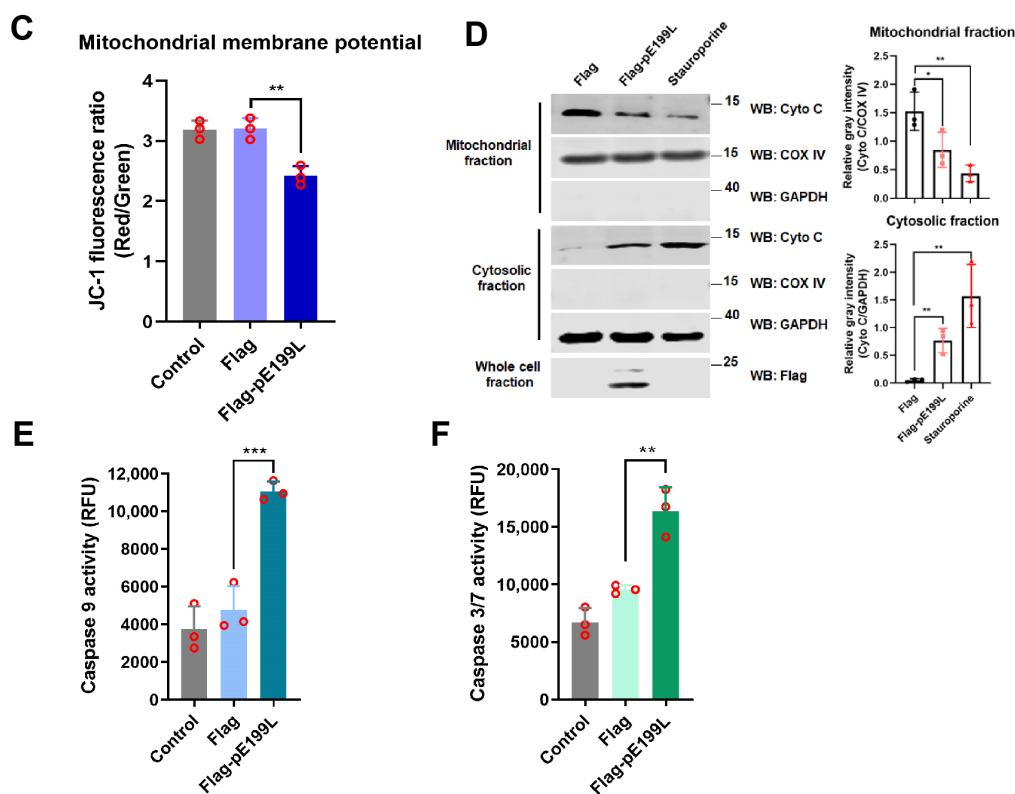 C
Mitochondrial membrane potential
JC-1 fluorescence ratio
(Red/Green)
4
3
2
1
0
**
Control
Flag
Flag-pE199L
D
Flag
Flag-pE199L
Stauroporine
Mitochondrial
fraction
Cytosolic
fraction
Whole cell
fraction
15
WB: Cyto C
15
WB: COX IV
40
WB: GAPDH
15
WB: Cyto C
15
WB: COX IV
40
WB: GAPDH
25
WB: Flag
Mitochondrial fraction
Relative gray intensity
(Cyto C/COX IV)
2.5
2.0
1.5
1.0
0.5
0.0
**
*
Cytosolic fraction
Relative gray intensity
(Cyto C/GAPDH)
2.5
2.0
1.5
1.0
0.5
0.0
**
**
Flag
Flag-pE199L
Stauroporine
E
Caspase 9 activity (RFU)
12,000
10,000
8000
6000
4000
2000
0
***
Control
Flag
Flag-pE199L
F
Caspase 3/7 activity (RFU)
20,000
15,000
10,000
5000
0
**
Control
Flag
Flag-pE199L